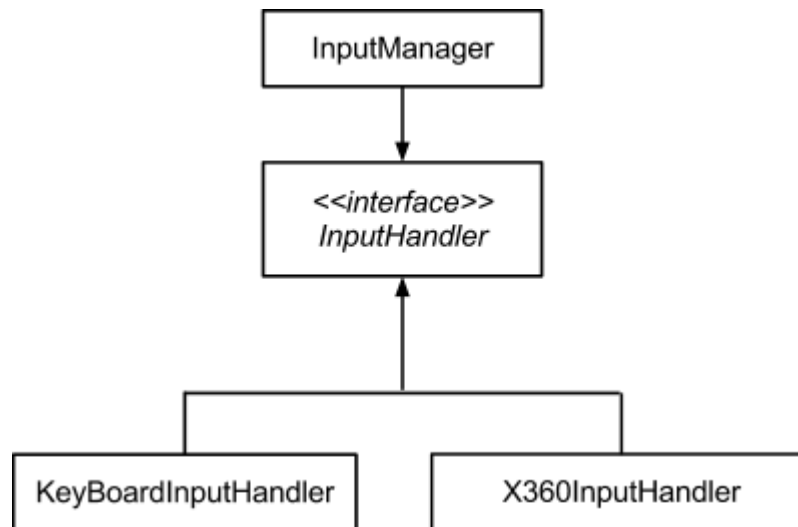 InputManager
<<interface>>
InputHandler
KeyBoardInputHandler
X360InputHandler